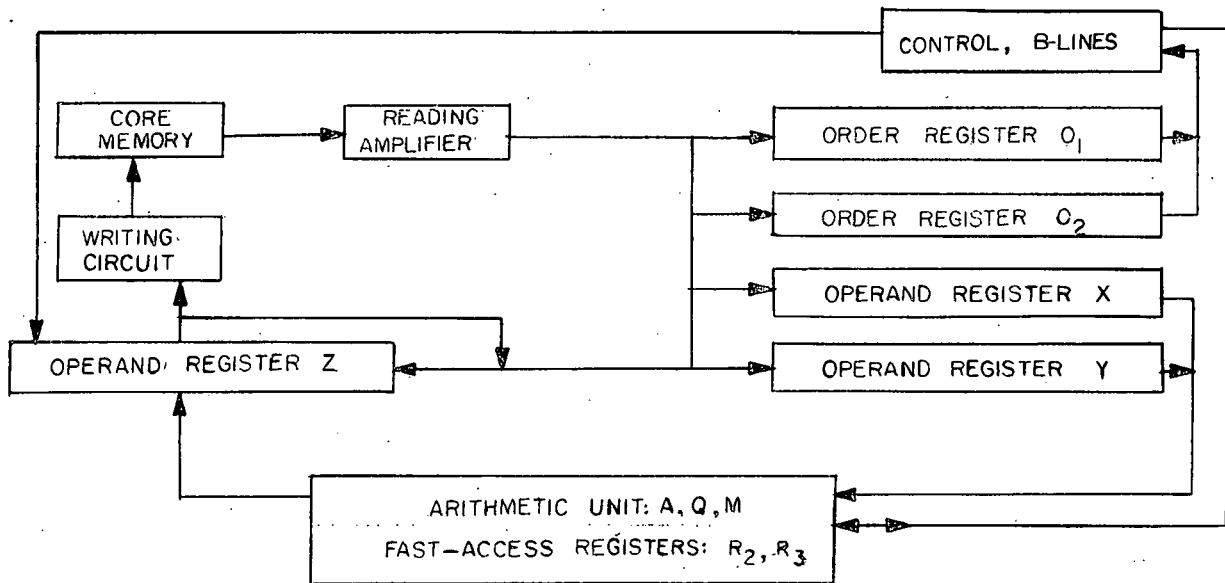 CONTROL, B-LINES
CORE
MEMORY
READING
AMPLIFIER
ORDER REGISTER O1
ORDER REGISTER O2
WRITING
CIRCUIT
OPERAND REGISTER X
OPERAND REGISTER Z
OPERAND REGISTER Y
ARITHMETIC UNIT: A, Q, M
FAST-ACCESS REGISTERS: R2, R3